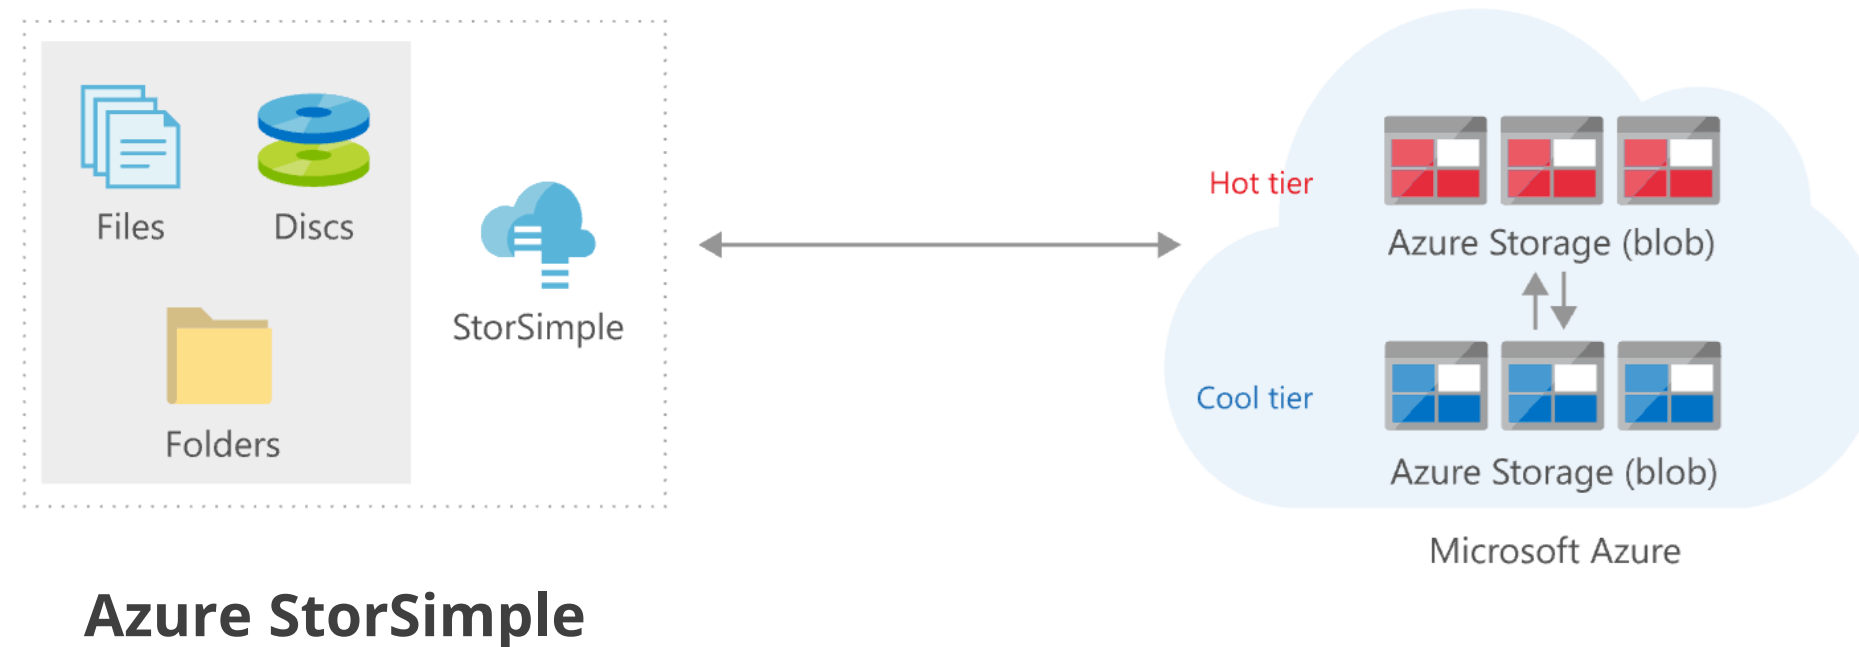 Files
Discs
Folders
StorSimple
Hot tier
Azure Storage (blob)
Cool tier
Azure Storage (blob)
Microsoft Azure
Azure StorSimple